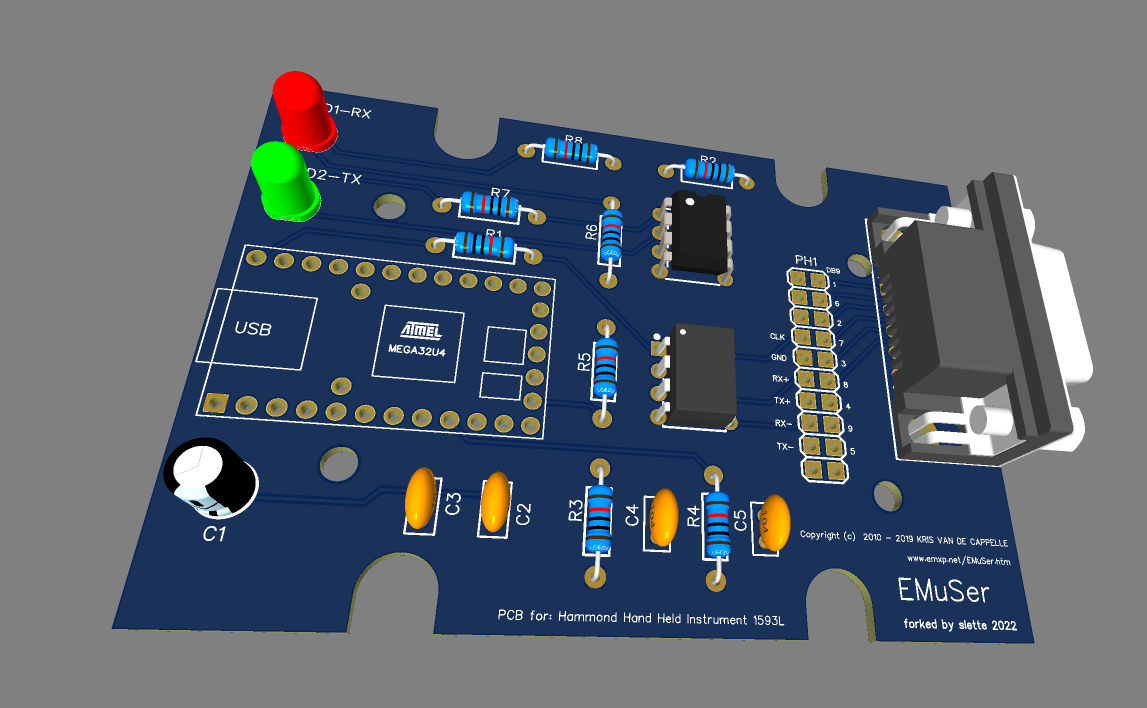 D1-RX
R8
R2
D2-TX
R7
R6
R1
PH1
DB9
1
6
2
CLK
7
GND
3
RX+
8
TX+
4
RX-
9
TX-
5
USB
ATMEL
MEGA32U4
R5
C1
C3
C2
R3
C4
104
R4
C5
104
Copyright (c) 2010 - 2019 KRIS VAN DE CAPPELLE
www.emxp.net/EMuSer.htm
EMuSer
forked by slette 2022
PCB for: Hammond Hand Held Instrument 1593L